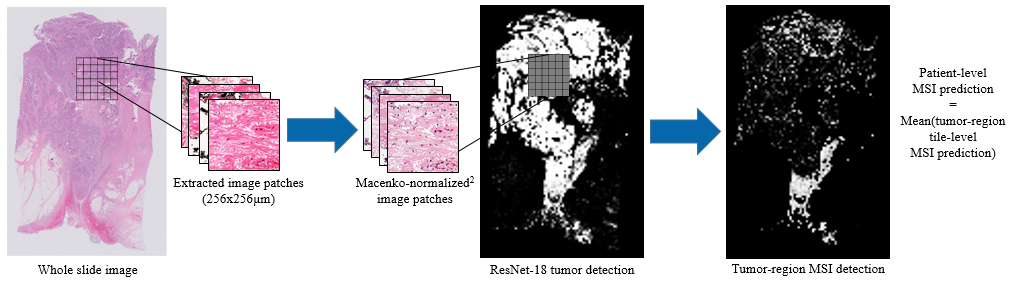 Whole slide image
Extracted image patches
(256x256μm)
Macenko-normalized2
image patches
ResNet-18 tumor detection
Tumor-region MSI detection
Patient-level
MSI prediction
=
Mean(tumor-region
tile-level
MSI prediction)